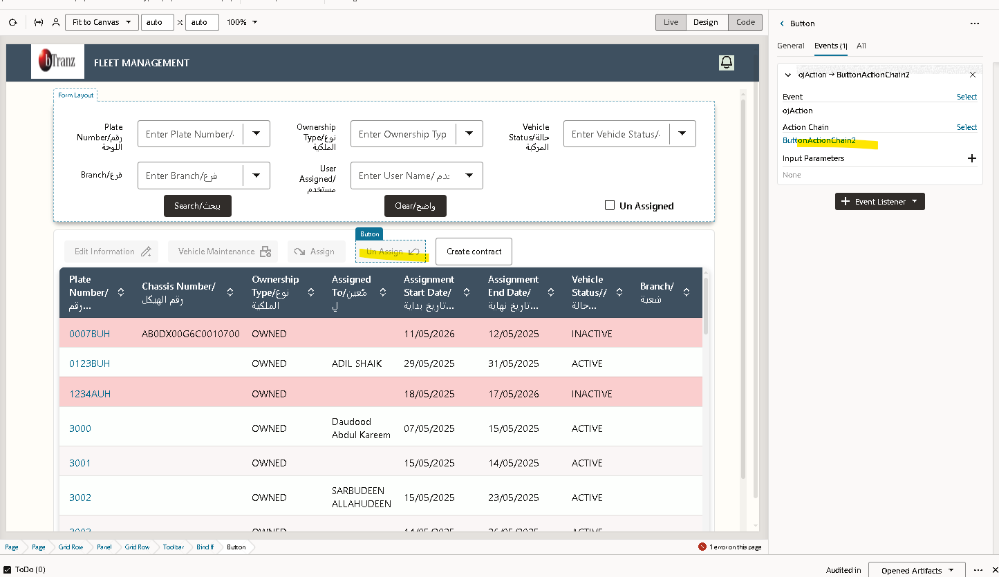 Fit to Canvas
auto
x
auto
100%
Live
Design
Code
Button
General
Events (1)
All
bTranz
FLEET MANAGEMENT
ojAction → ButtonActionChain2
Event
Select
ojAction
Action Chain
Select
ButtonActionChain2
Input Parameters
None
Event Listener
Form Layout
Plate
Number/رقم
اللوحة
Enter Plate Number/
Ownership
Type/نوع
الملكية
Enter Ownership Typ
Vehicle
Status/حالة
المركبة
Enter Vehicle Status/
Branch/فرع
Enter Branch/فرع
User
Assigned/
مستخدم
Enter User Name/
Search/يبحث
Clear/واضح
Un Assigned
Button
Edit Information
Vehicle Maintenance
Assign
Un Assign
Create contract
Plate
Number/
رقم...
Chassis Number/
رقم الهيكل
Ownership
Type/نوع
الملكية
Assigned
To/مُعين
لِ
Assignment
Start Date/
تاريخ بداية...
Assignment
End Date/
تاريخ نهاية...
Vehicle
Status//
حالة...
Branch/
شعبة
0007BUH AB0DX00G6C0010700 OWNED 11/05/2026 12/05/2025 INACTIVE
0123BUH OWNED ADIL SHAIK 29/05/2025 31/05/2025 ACTIVE
1234AUH OWNED 18/05/2025 17/05/2026 INACTIVE
3000 OWNED Daudood Abdul Kareem 07/05/2025 15/05/2025 ACTIVE
3001 OWNED 15/05/2025 14/05/2025 ACTIVE
3002 OWNED SARBUDEEN ALLAHUDEEN 15/05/2025 23/05/2025 ACTIVE
Page
Page
Grid Row
Panel
Grid Row
Toolbar
Bind If
Button
1 error on this page
ToDo (0)
Audited in
Opened Artifacts